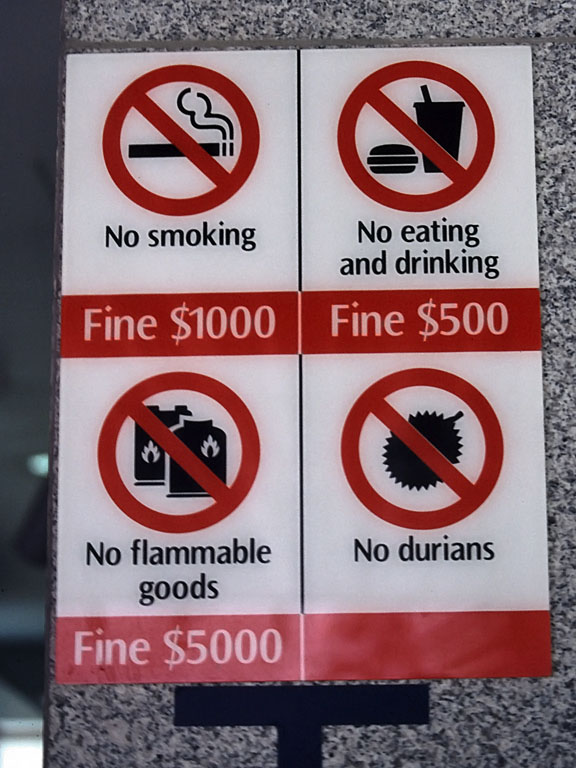 No smoking
Fine $1000
No eating
and drinking
Fine $500
No flammable
goods
Fine $5000
No durians